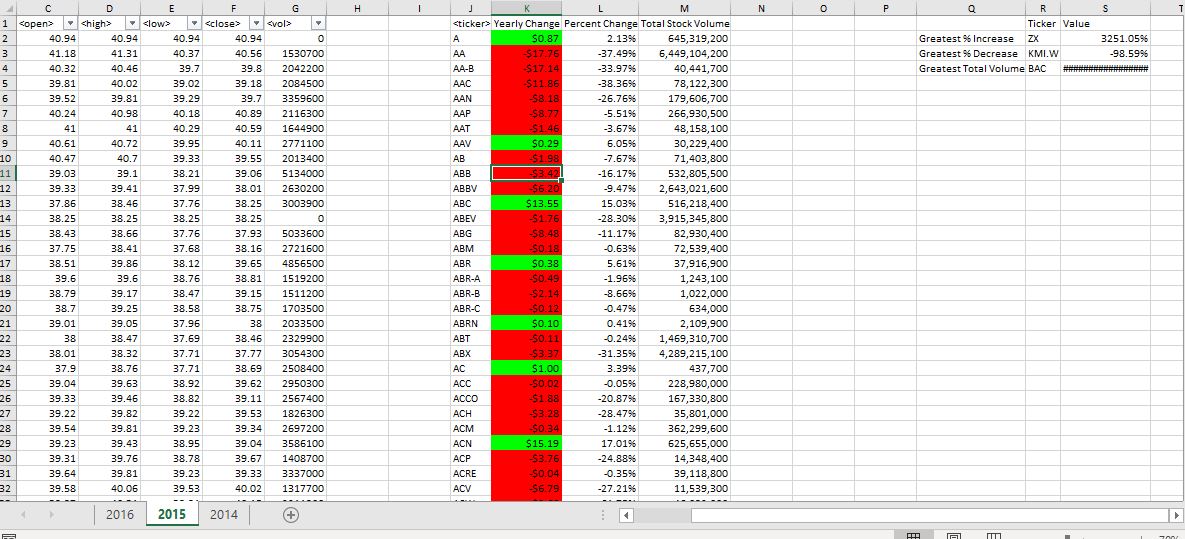 C D E F G H I J K L M N O P Q R S T
1 <open> <high> <low> <close> <vol> <ticker> Yearly Change Percent Change Total Stock Volume Ticker Value
2 40.94 40.94 40.94 40.94 0 A $0.87 2.13% 645,319,200 Greatest % Increase ZX 3251.05%
3 41.18 41.31 40.37 40.56 1530700 AA -$17.76 -37.49% 6,449,104,200 Greatest % Decrease KMI.W -98.59%
4 40.32 40.46 39.7 39.8 2042200 AA-B -$17.14 -33.97% 40,441,700 Greatest Total Volume BAC #################
5 39.81 40.02 39.02 39.18 2084500 AAC -$11.86 -38.36% 78,122,300
6 39.52 39.81 39.29 39.7 3359600 AAN -$8.18 -26.76% 179,606,700
7 40.24 40.98 40.18 40.89 2116300 AAP -$8.77 -5.51% 266,930,500
8 41 41 40.29 40.59 1644900 AAT -$1.46 -3.67% 48,158,100
9 40.61 40.72 39.95 40.11 2771100 AAV $0.29 6.05% 30,229,400
10 40.47 40.7 39.33 39.55 2013400 AB -$1.98 -7.67% 71,403,800
11 39.03 39.1 38.21 39.06 5134000 ABB -$3.42 -16.17% 532,805,500
12 39.33 39.41 37.99 38.01 2630200 ABBV -$6.20 -9.47% 2,643,021,600
13 37.86 38.46 37.76 38.25 3003900 ABC $13.55 15.03% 516,218,400
14 38.25 38.25 38.25 38.25 0 ABEV -$1.76 -28.30% 3,915,345,800
15 38.43 38.66 37.76 37.93 5033600 ABG -$8.48 -11.17% 82,930,400
16 37.75 38.41 37.68 38.16 2721600 ABM -$0.18 -0.63% 72,539,400
17 38.51 39.86 38.12 39.65 4856500 ABR $0.38 5.61% 37,916,900
18 39.6 39.6 38.76 38.81 1519200 ABR-A -$0.49 -1.96% 1,243,100
19 38.79 39.17 38.47 39.15 1511200 ABR-B -$2.14 -8.66% 1,022,000
20 38.7 39.25 38.58 38.75 1703500 ABR-C -$0.12 -0.47% 634,000
21 39.01 39.05 37.96 38 2033500 ABRN $0.10 0.41% 2,109,900
22 38 38.47 37.69 38.46 2329900 ABT -$0.11 -0.24% 1,469,310,700
23 38.01 38.32 37.71 37.77 3054300 ABX -$3.37 -31.35% 4,289,215,100
24 37.9 38.76 37.71 38.69 2508400 AC $1.00 3.39% 437,700
25 39.04 39.63 38.92 39.62 2950300 ACC -$0.02 -0.05% 228,980,000
26 39.33 39.46 38.82 39.11 2567400 ACCO -$1.88 -20.87% 167,330,800
27 39.22 39.82 39.22 39.53 1826300 ACH -$3.28 -28.47% 35,801,000
28 39.54 39.81 39.23 39.34 2697200 ACM -$0.34 -1.12% 362,299,600
29 39.23 39.43 38.95 39.04 3586100 ACN $15.19 17.01% 625,655,000
30 39.31 39.76 38.78 39.67 1408700 ACP -$3.76 -24.88% 14,348,400
31 39.64 39.81 39.23 39.33 3337000 ACRE -$0.04 -0.35% 39,118,800
32 39.58 40.06 39.53 40.02 1317700 ACV -$6.79 -27.21% 11,539,300
2016 2015 2014